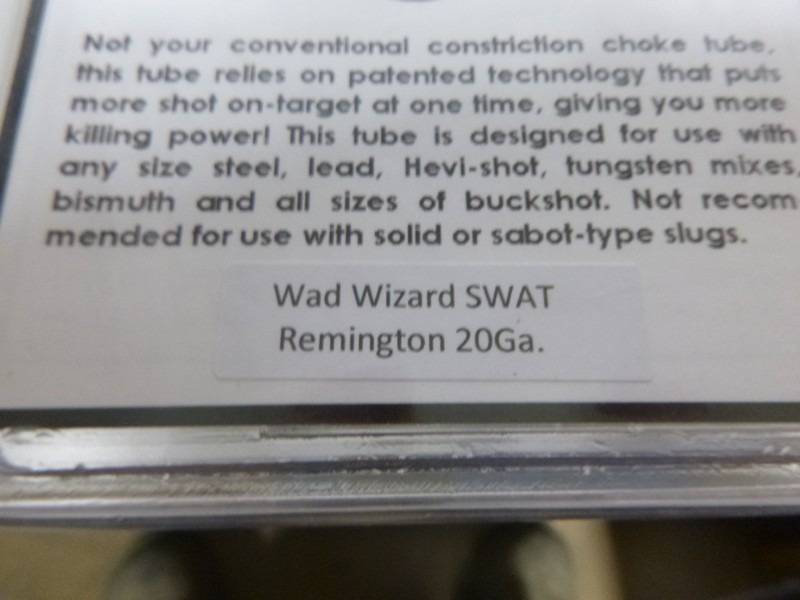 Not your conventional constriction choke tube,
this tube relies on patented technology that puts
more shot on-target at one time, giving you more
killing power! This tube is designed for use with
any size steel, lead, Hevi-shot, tungsten mixes,
bismuth and all sizes of buckshot. Not recom
mended for use with solid or sabot-type slugs.
Wad Wizard SWAT
Remington 20Ga.